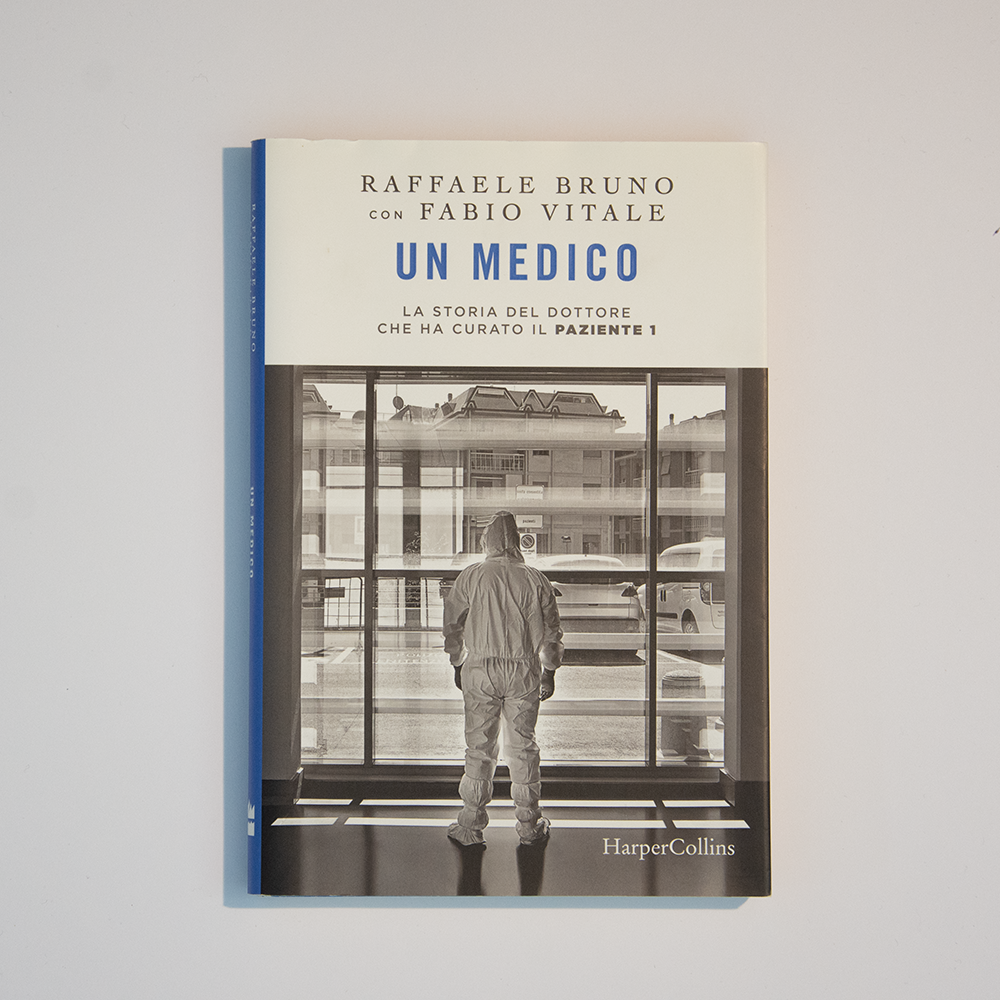 RAFFAELE BRUNO
CON FABIO VITALE
UN MEDICO
LA STORIA DEL DOTTORE
CHE HA CURATO IL PAZIENTE 1
HarperCollins
RAFFAELE BRUNO
UN MEDICO